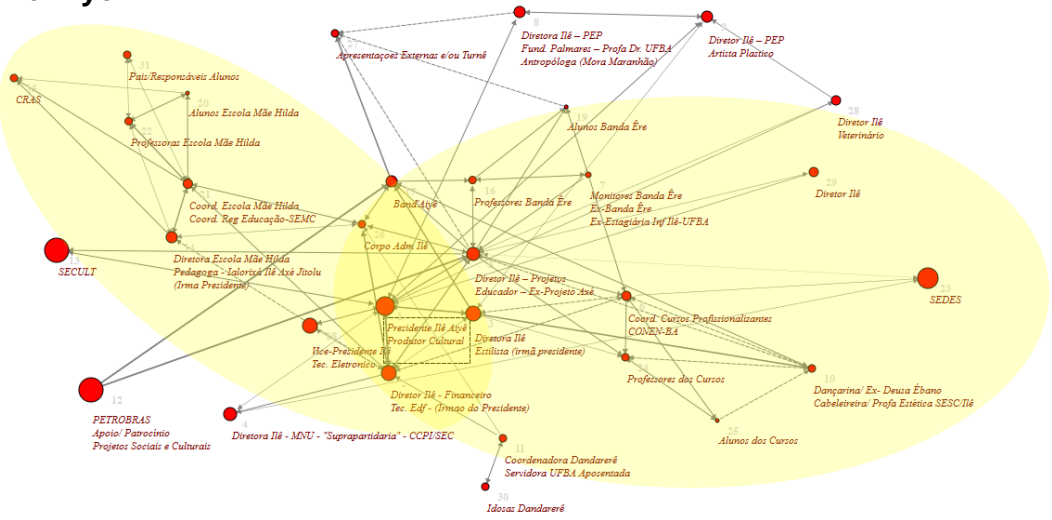 8
Diretora Ilê – PEP
Fund. Palmares – Profa Dr. UFBA
Antropóloga (Mora Maranhão)
Diretor Ilê – PEP
Artista Plastico
27
Apresentações Externas e/ou Turnê
31
Pais/Responsáveis Alunos
CRAS
20
Alunos Escola Mãe Hilda
22
Professoras Escola Mãe Hilda
19
Alunos Banda Êre
28
Diretor Ilê
Veterinário
29
Diretor Ilê
21
Coord. Escola Mãe Hilda
Coord. Reg Educação-SEMC
Band'Aiyê
16
Professores Banda Êre
7
Monitores Banda Êre
Ex-Banda Êre
Ex-Estagiária Inf Ilê-UFBA
26
Corpo Adm Ilê
13
SECULT
Diretora Escola Mãe Hilda
Pedagoga - Ialorixá Ilê Axé Jitolu
(Irma Presidente)
Diretor Ilê – Projetos
Educador – Ex-Projeto Axé
23
SEDES
Coord. Cursos Profissionalizantes
CONEN-BA
Presidente Ilê Aiyê
Produtor Cultural
3
Diretora Ilê
Estilista (irmã presidente)
Vice-Presidente Ilê
Tec. Eletronico
Professores dos Cursos
10
Dançarina/ Ex- Deusa Ébano
Cabeleireira/ Profa Estética SESC/Ilê
Diretor Ilê - Financeiro
Tec. Edf - (Irmao do Presidente)
12
PETROBRAS
Apoio/ Patrocínio
Projetos Sociais e Culturais
4
Diretora Ilê - MNU - "Suprapartidaria" - CCPI/SEC
25
Alunos dos Cursos
11
Coordenadora Dandarerê
Servidora UFBA Aposentada
30
Idosas Dandarerê